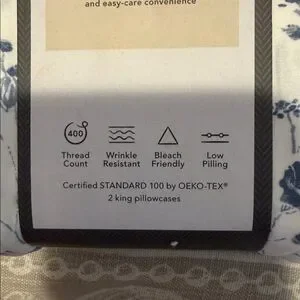 and easy-care convenience
400
Thread Count
Wrinkle Resistant
Bleach Friendly
Low Pilling
Certified STANDARD 100 by OEKO-TEX®
2 king pillowcases